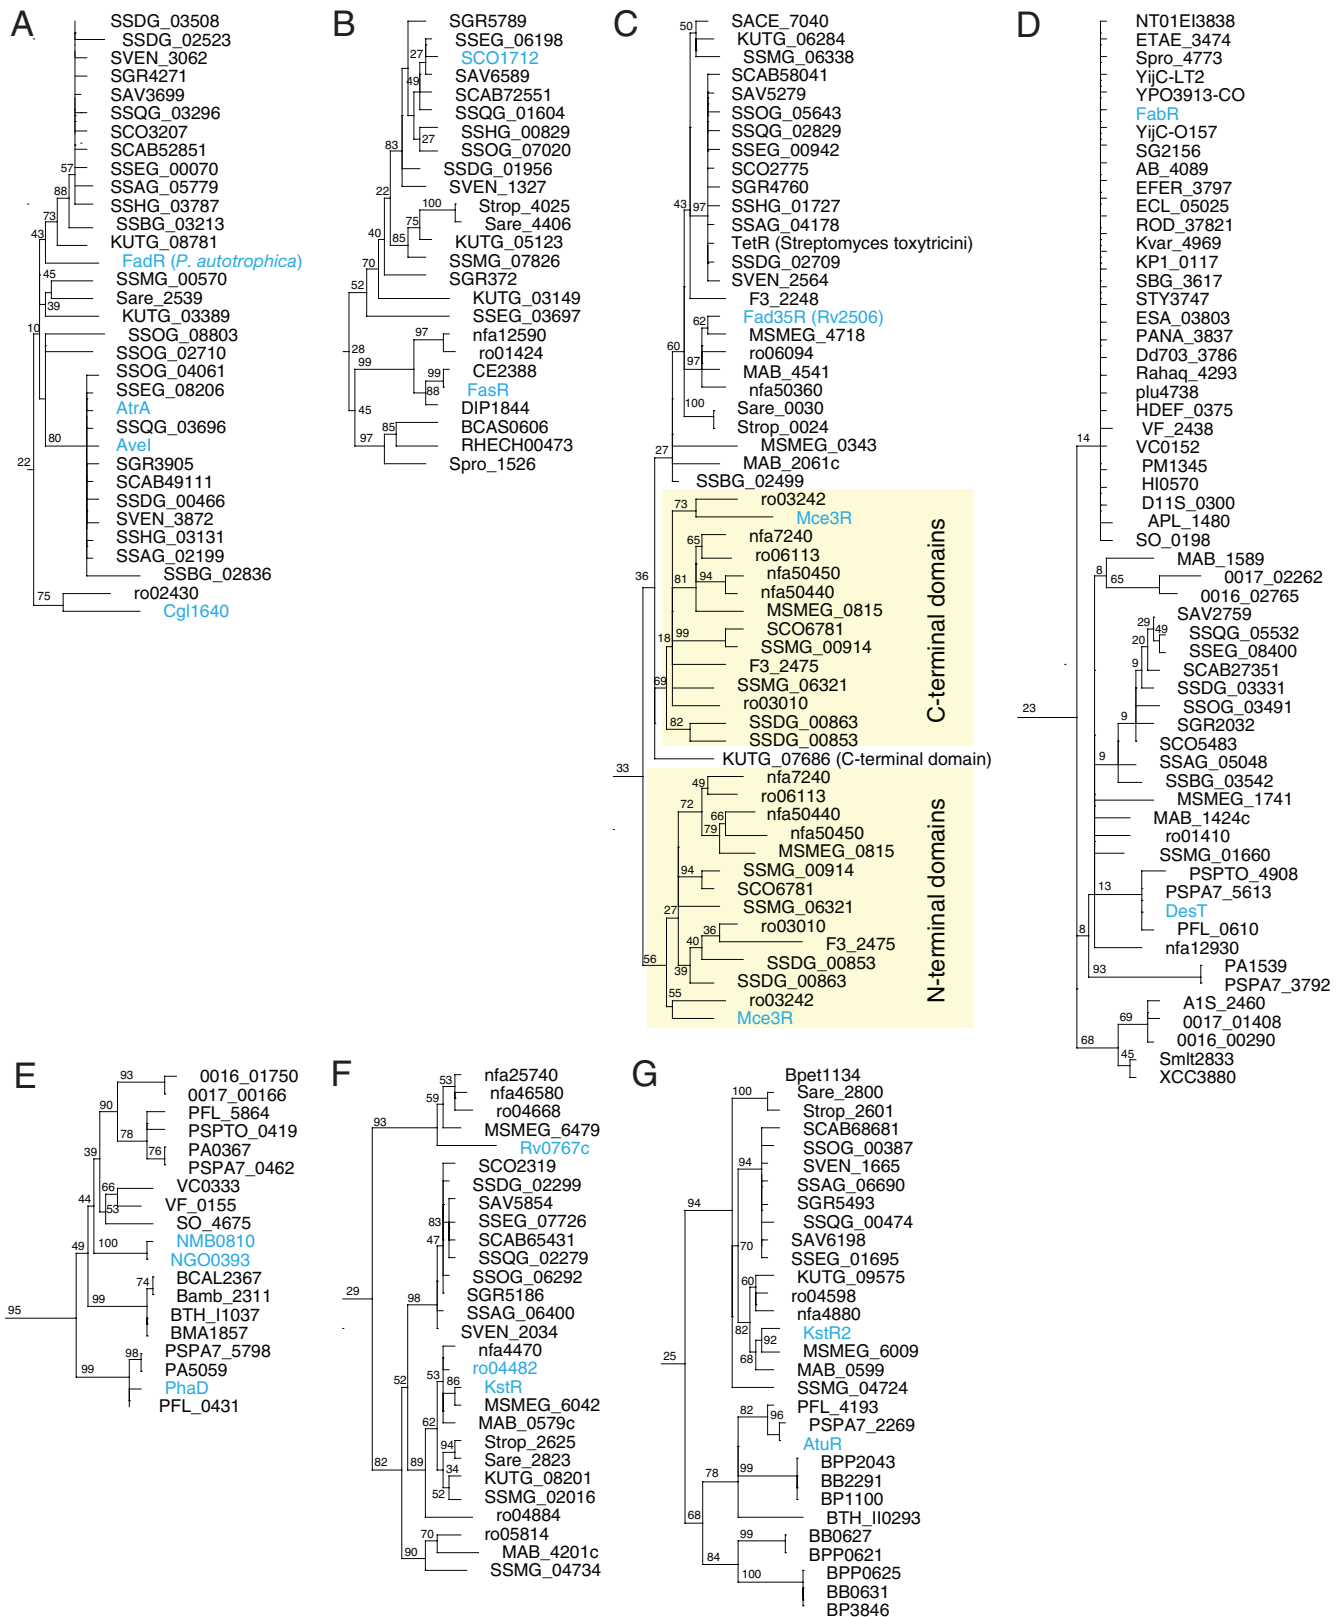 A
SSDG_03508
SSDG_02523
SVEN_3062
SGR4271
SAV3699
SSQG_03296
SCO3207
SCAB52851
57
SSEG_00070
SSAG_05779
88
SSHG_03787
73
SSBG_03213
43
KUTG_08781
FadR (P. autotrophica)
45
SSMG_00570
Sare_2539
39
KUTG_03389
10
SSOG_08803
SSOG_02710
SSOG_04061
SSEG_08206
AtrA
SSQG_03696
80
AveI
22
SGR3905
SCAB49111
SSDG_00466
SVEN_3872
SSHG_03131
SSAG_02199
SSBG_02836
75
ro02430
Cgl1640
B
SGR5789
SSEG_06198
27
SCO1712
49
SAV6589
SCAB72551
SSQG_01604
SSHG_00829
27
83
SSOG_07020
SSDG_01956
22
SVEN_1327
100
Strop_4025
75
Sare_4406
40
85
KUTG_05123
70
SSMG_07826
SGR372
52
KUTG_03149
SSEG_03697
97
nfa12590
28
ro01424
99
99
CE2388
88
FasR
45
DIP1844
85
BCAS0606
97
RHECH00473
Spro_1526
C
50
SACE_7040
KUTG_06284
SSMG_06338
SCAB58041
SAV5279
SSOG_05643
SSQG_02829
SSEG_00942
SCO2775
SGR4760
43
97
SSHG_01727
SSAG_04178
TetR (Streptomyces toxytricini)
SSDG_02709
SVEN_2564
F3_2248
62
Fad35R (Rv2506)
MSMEG_4718
60
ro06094
97
MAB_4541
nfa50360
100
Sare_0030
Strop_0024
27
MSMEG_0343
MAB_2061c
SSBG_02499
73
ro03242
Mce3R
65
nfa7240
ro06113
36
81
94
nfa50450
nfa50440
MSMEG_0815
18
99
SCO6781
SSMG_00914
F3_2475
69
SSMG_06321
ro03010
82
SSDG_00863
SSDG_00853
C-terminal domains
KUTG_07686 (C-terminal domain)
33
49
nfa7240
ro06113
72
66
nfa50440
79
nfa50450
MSMEG_0815
94
SSMG_00914
SCO6781
27
SSMG_06321
36
ro03010
40
F3_2475
56
39
SSDG_00853
SSDG_00863
55
ro03242
Mce3R
N-terminal domains
D
NT01EI3838
ETAE_3474
Spro_4773
YijC-LT2
YPO3913-CO
FabR
YijC-O157
SG2156
AB_4089
EFER_3797
ECL_05025
ROD_37821
Kvar_4969
KP1_0117
SBG_3617
STY3747
ESA_03803
PANA_3837
Dd703_3786
Rahaq_4293
plu4738
HDEF_0375
VF_2438
14
VC0152
PM1345
HI0570
D11S_0300
APL_1480
SO_0198
MAB_1589
8
65
0017_02262
0016_02765
SAV2759
29
49
SSQG_05532
20
SSEG_08400
9
SCAB27351
SSDG_03331
SSOG_03491
23
9
SGR2032
SCO5483
9
SSAG_05048
SSBG_03542
MSMEG_1741
MAB_1424c
ro01410
SSMG_01660
PSPTO_4908
13
PSPA7_5613
DesT
8
PFL_0610
nfa12930
93
PA1539
PSPA7_3792
A1S_2460
69
0017_01408
68
0016_00290
45
Smlt2833
XCC3880
E
93
0016_01750
0017_00166
90
PFL_5864
78
PSPTO_0419
39
76
PA0367
PSPA7_0462
66
VC0333
44
53
VF_0155
SO_4675
49
100
NMB0810
NGO0393
74
BCAL2367
99
Bamb_2311
95
BTH_I1037
BMA1857
98
PSPA7_5798
99
PA5059
PhaD
PFL_0431
F
53
nfa25740
59
nfa46580
ro04668
93
MSMEG_6479
Rv0767c
SCO2319
SSDG_02299
SAV5854
83
SSEG_07726
47
SCAB65431
SSQG_02279
29
98
SSOG_06292
SGR5186
SSAG_06400
SVEN_2034
nfa4470
52
53
ro04482
86
KstR
MSMEG_6042
62
MAB_0579c
94
Strop_2625
82
89
Sare_2823
34
KUTG_08201
52
SSMG_02016
ro04884
70
ro05814
90
MAB_4201c
SSMG_04734
G
Bpet1134
100
Sare_2800
Strop_2601
SCAB68681
SSOG_00387
94
SVEN_1665
SSAG_06690
94
SGR5493
SSQG_00474
70
SAV6198
SSEG_01695
60
KUTG_09575
ro04598
nfa4880
82
92
KstR2
68
MSMEG_6009
25
MAB_0599
SSMG_04724
82
PFL_4193
96
PSPA7_2269
AtuR
78
99
BPP2043
BB2291
BP1100
68
BTH_II0293
99
BB0627
84
BPP0621
100
BPP0625
BB0631
BP3846